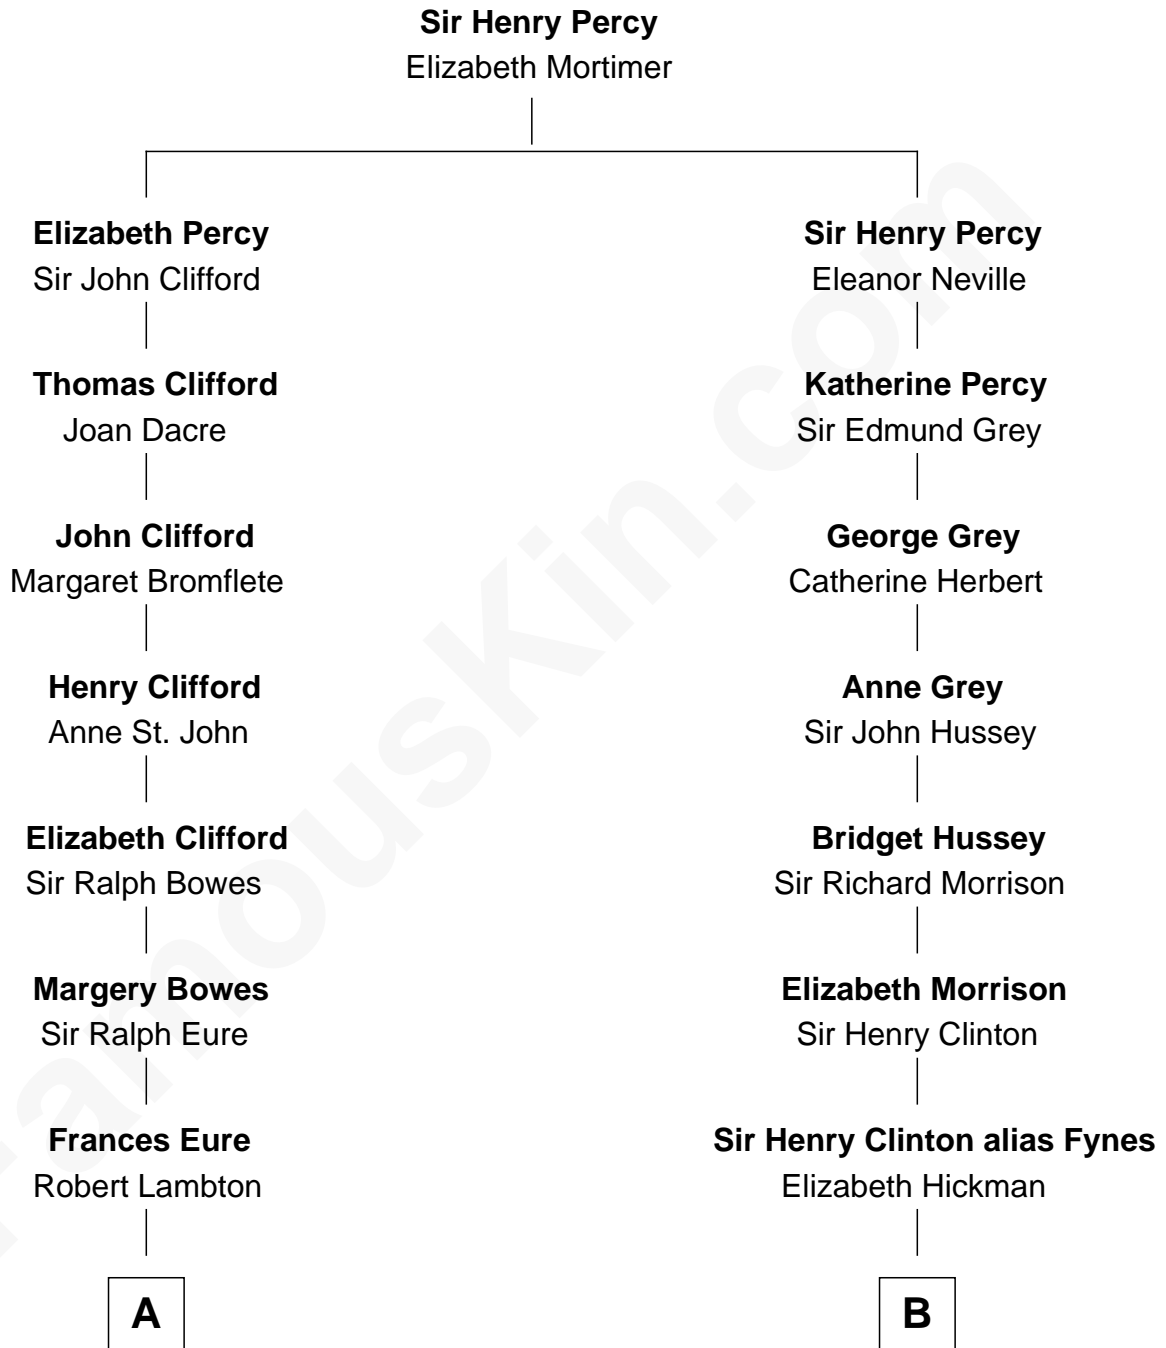 Sir Henry Percy
Elizabeth Mortimer
Elizabeth Percy
Sir John Clifford
Sir Henry Percy
Eleanor Neville
Thomas Clifford
Joan Dacre
Katherine Percy
Sir Edmund Grey
John Clifford
Margaret Bromflete
George Grey
Catherine Herbert
Henry Clifford
Anne St. John
Anne Grey
Sir John Hussey
Elizabeth Clifford
Sir Ralph Bowes
Bridget Hussey
Sir Richard Morrison
Margery Bowes
Sir Ralph Eure
Elizabeth Morrison
Sir Henry Clinton
Frances Eure
Robert Lambton
Sir Henry Clinton alias Fynes
Elizabeth Hickman
A
B
FamousKin.com